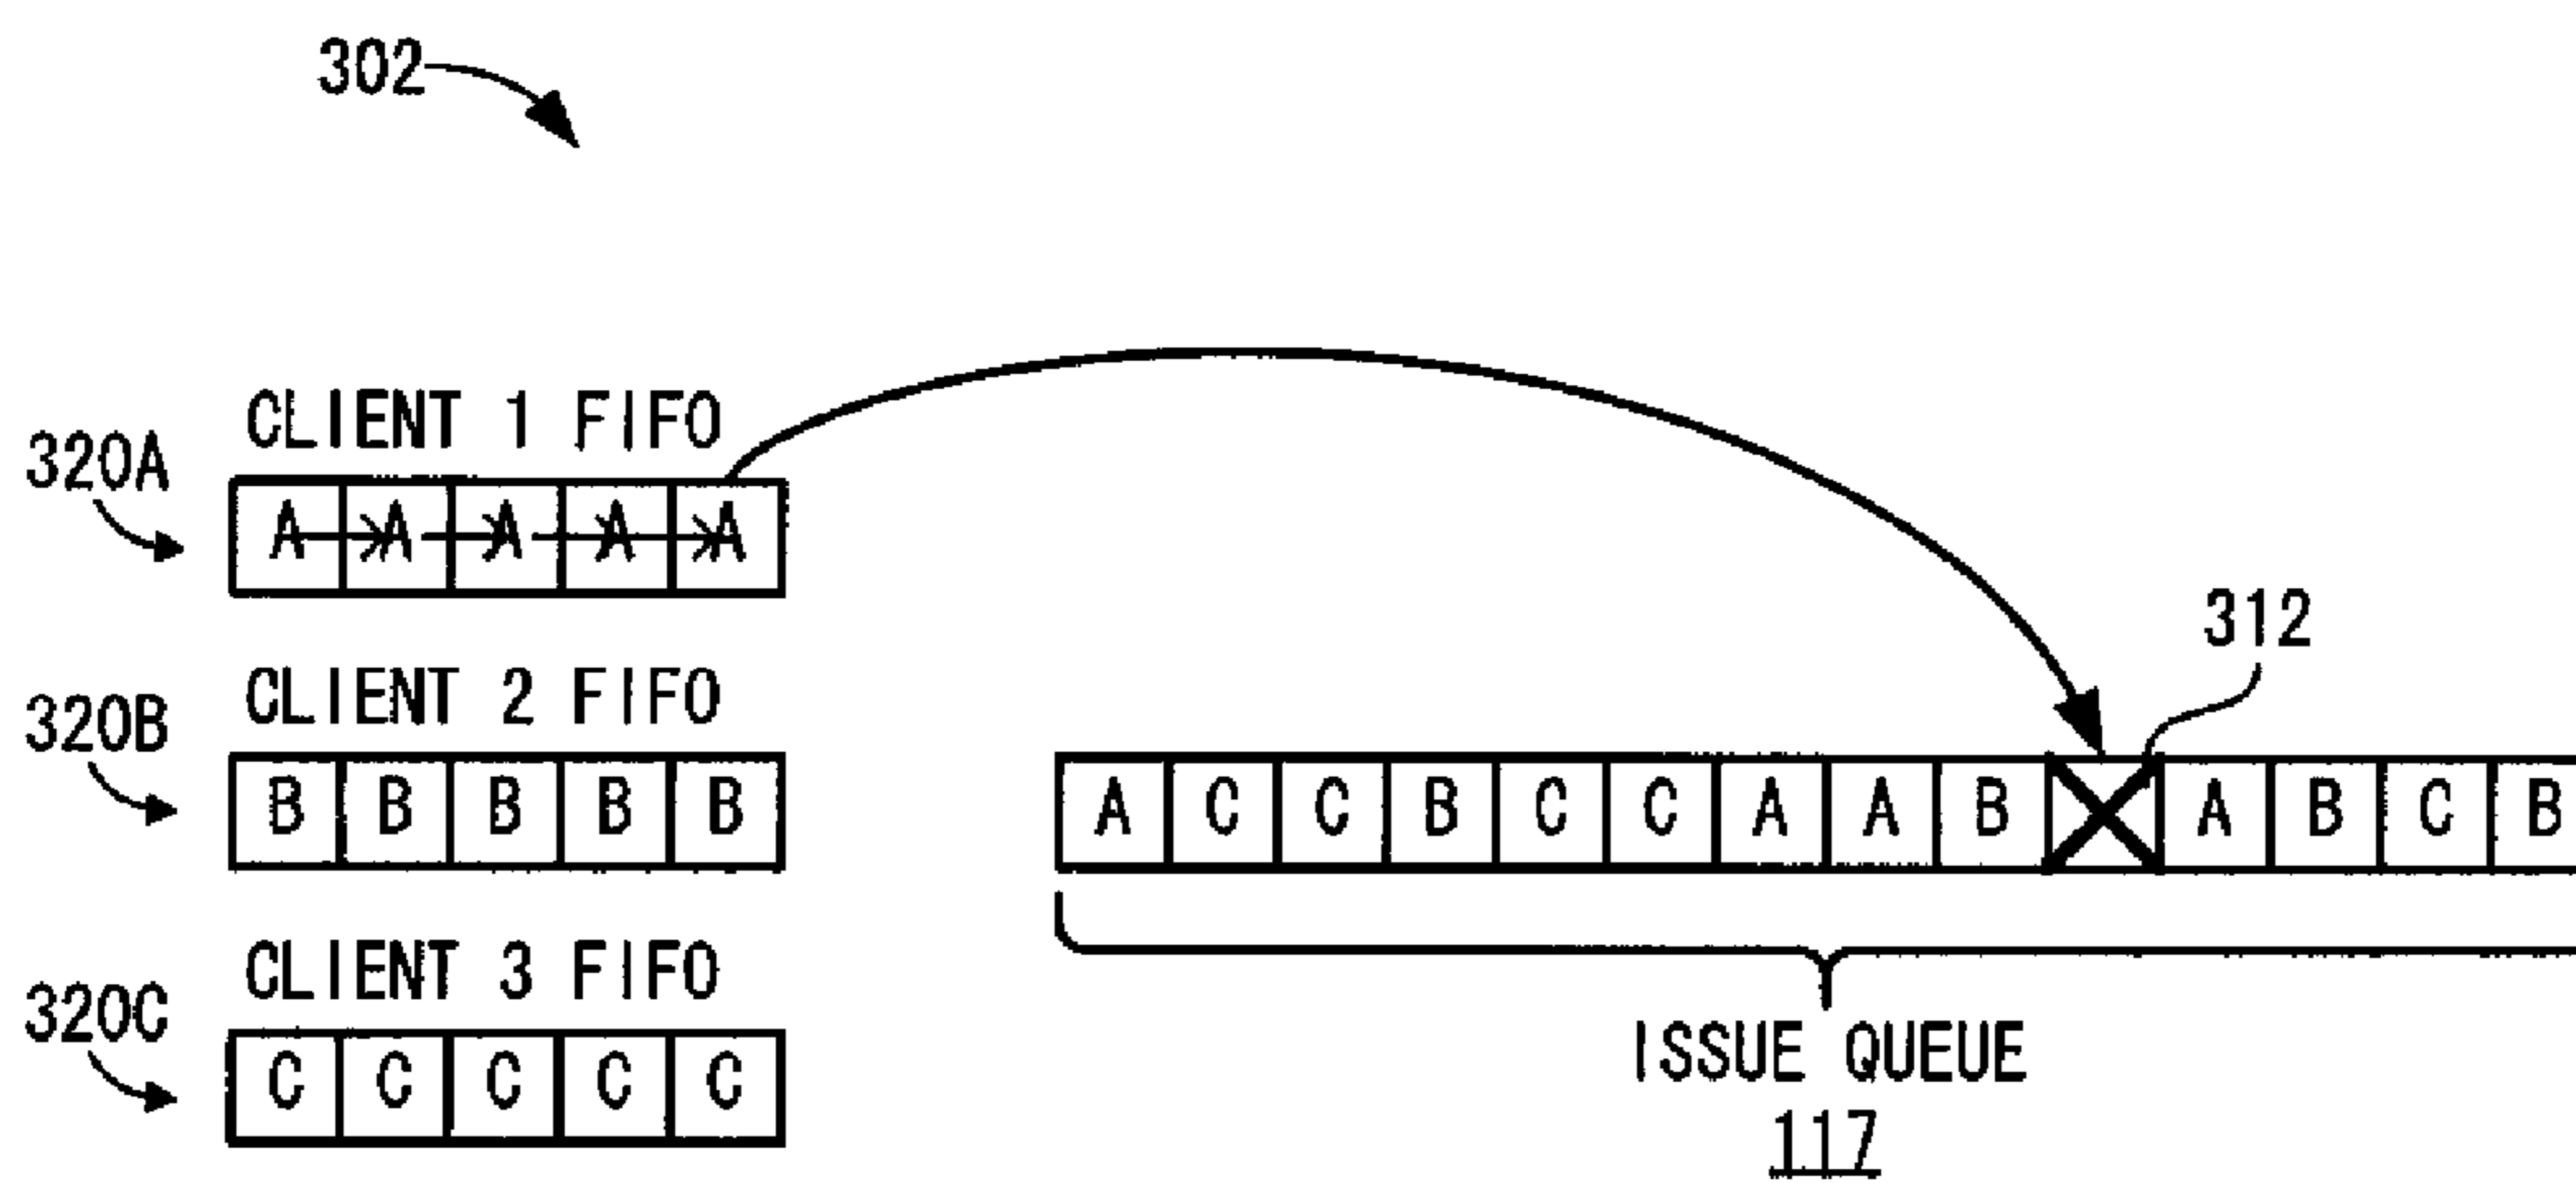 302
CLIENT 1 FIFO
320A
A A A A A
312
CLIENT 2 FIFO
320B
B B B B B
A C C B C C A A B A B C B
CLIENT 3 FIFO
320C
C C C C C
ISSUE QUEUE
117